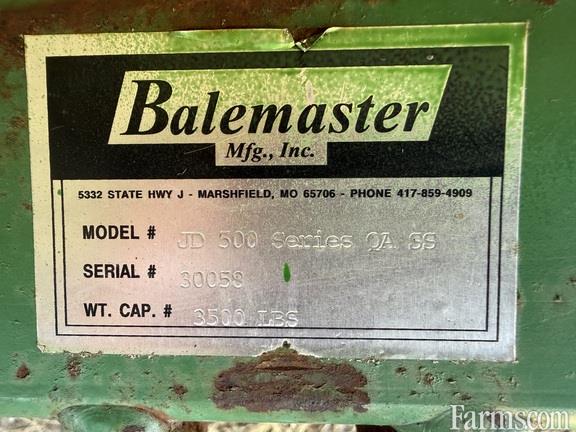 Balemaster
Mfg., Inc.
5332 STATE HWY J - MARSHFIELD, MO 65706 - PHONE 417-859-4909
MODEL # JD 500 Series QA SS
SERIAL # 30058
WT. CAP. # 3500 LBS
Farms.com